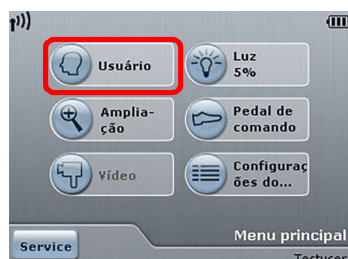 Usuário
Luz
5%
Amplia-
ção
Pedal de
comando
Vídeo
Configuraç
ões do...
Menu principal
Service